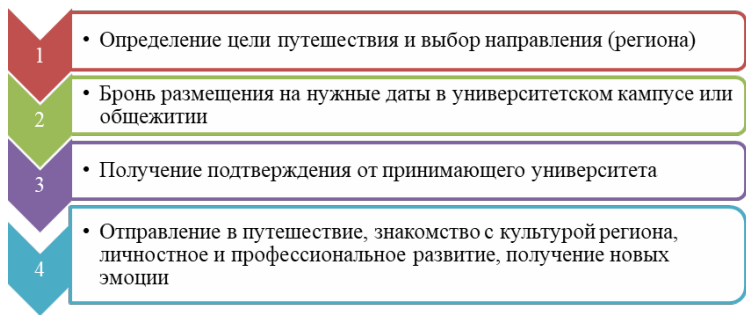 1
• Определение цели путешествия и выбор направления (региона)
2
• Бронь размещения на нужные даты в университетском кампусе или
общежитии
3
• Получение подтверждения от принимающего университета
4
• Отправление в путешествие, знакомство с культурой региона,
личностное и профессиональное развитие, получение новых
эмоции